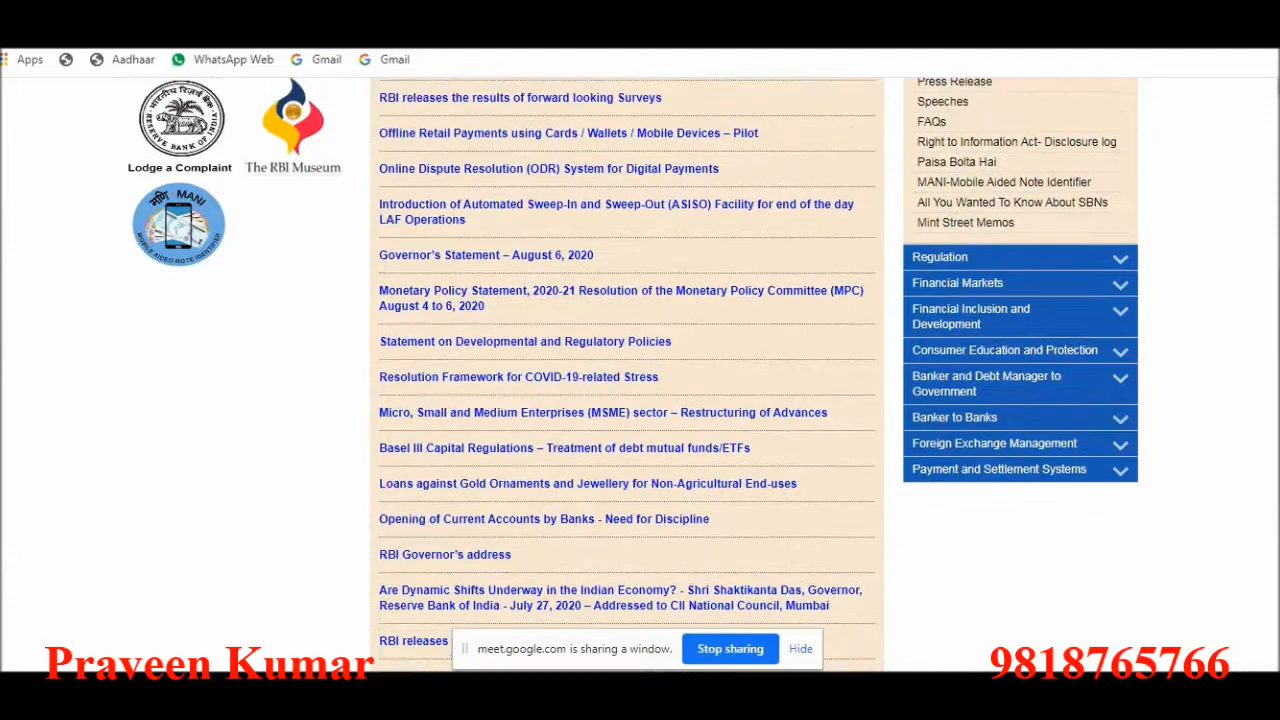 Apps
Aadhaar
WhatsApp Web
Gmail
Gmail
Lodge a Complaint
The RBI Museum
मणि MANI
MOBILE AIDED NOTE IDENTIFIER
RBI releases the results of forward looking Surveys
Offline Retail Payments using Cards / Wallets / Mobile Devices – Pilot
Online Dispute Resolution (ODR) System for Digital Payments
Introduction of Automated Sweep-In and Sweep-Out (ASISO) Facility for end of the day
LAF Operations
Governor's Statement – August 6, 2020
Monetary Policy Statement, 2020-21 Resolution of the Monetary Policy Committee (MPC)
August 4 to 6, 2020
Statement on Developmental and Regulatory Policies
Resolution Framework for COVID-19-related Stress
Micro, Small and Medium Enterprises (MSME) sector – Restructuring of Advances
Basel III Capital Regulations – Treatment of debt mutual funds/ETFs
Loans against Gold Ornaments and Jewellery for Non-Agricultural End-uses
Opening of Current Accounts by Banks - Need for Discipline
RBI Governor's address
Are Dynamic Shifts Underway in the Indian Economy? - Shri Shaktikanta Das, Governor,
Reserve Bank of India - July 27, 2020 – Addressed to CII National Council, Mumbai
RBI releases
Press Release
Speeches
FAQs
Right to Information Act- Disclosure log
Paisa Bolta Hai
MANI-Mobile Aided Note Identifier
All You Wanted To Know About SBNs
Mint Street Memos
Regulation
Financial Markets
Financial Inclusion and
Development
Consumer Education and Protection
Banker and Debt Manager to
Government
Banker to Banks
Foreign Exchange Management
Payment and Settlement Systems
meet.google.com is sharing a window.
Stop sharing
Hide
Praveen Kumar
9818765766